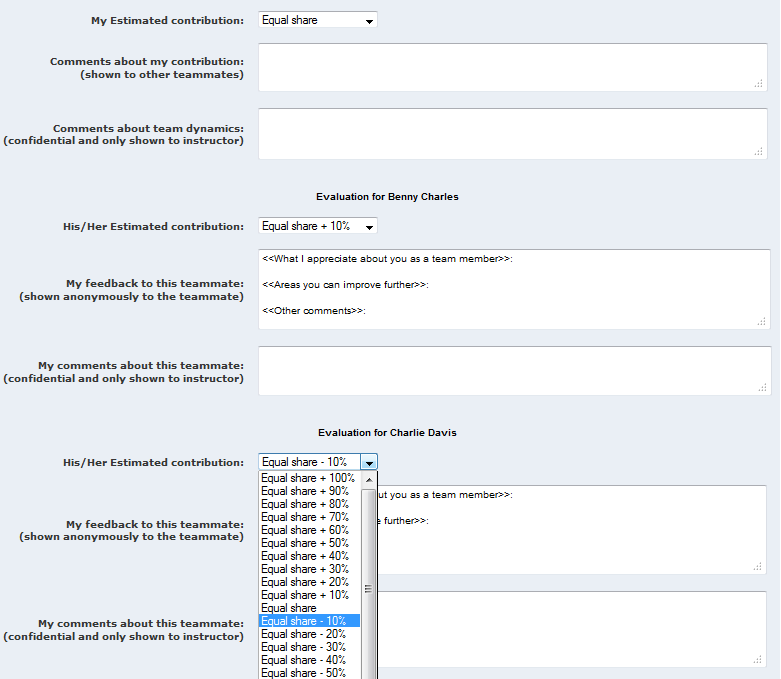 My Estimated contribution: Equal share
Comments about my contribution:
(shown to other teammates)
Comments about team dynamics:
(confidential and only shown to instructor)
Evaluation for Benny Charles
His/Her Estimated contribution: Equal share + 10%
My feedback to this teammate:
(shown anonymously to the teammate)
<<What I appreciate about you as a team member>>:
<<Areas you can improve further>>:
<<Other comments>>:
My comments about this teammate:
(confidential and only shown to instructor)
Evaluation for Charlie Davis
His/Her Estimated contribution: Equal share - 10%
Equal share + 100%
Equal share + 90%
Equal share + 80%
Equal share + 70%
Equal share + 60%
Equal share + 50%
Equal share + 40%
Equal share + 30%
Equal share + 20%
Equal share + 10%
Equal share
Equal share - 10%
Equal share - 20%
Equal share - 30%
Equal share - 40%
Equal share - 50%
My feedback to this teammate:
(shown anonymously to the teammate)
you as a team member>>:
further>>:
My comments about this teammate:
(confidential and only shown to instructor)